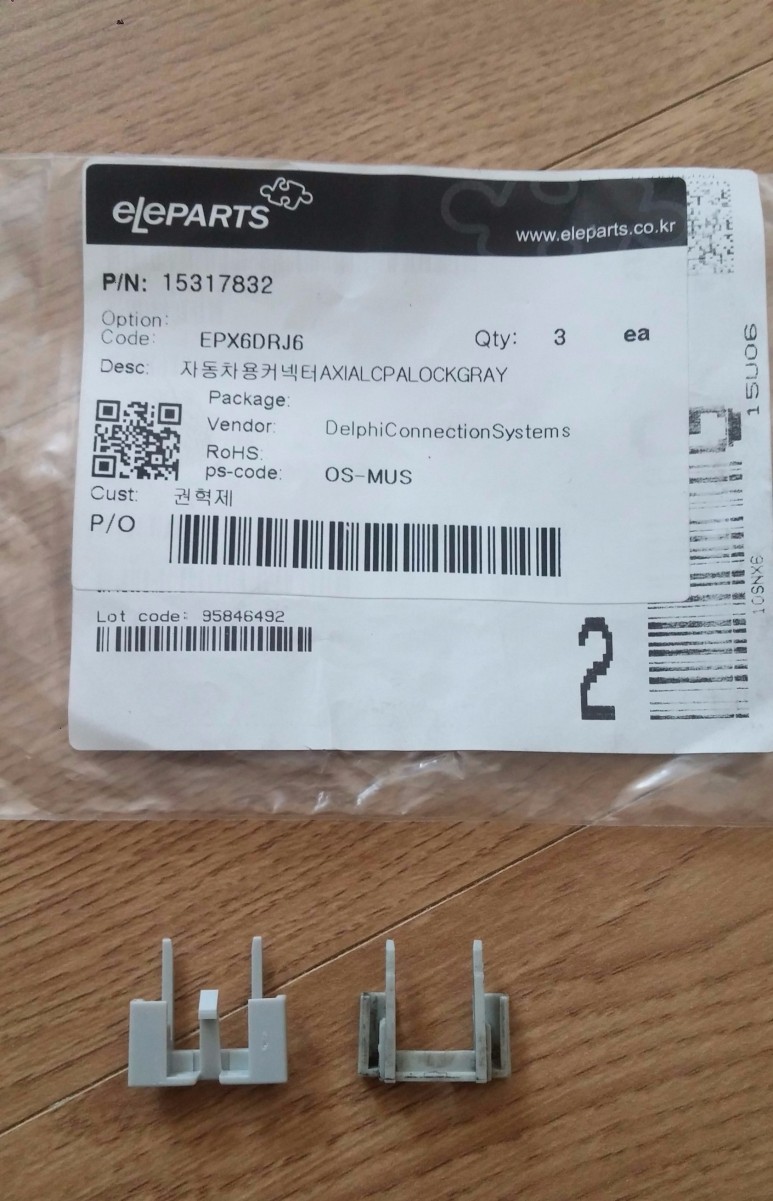 eLePARTS
www.eleparts.co.kr
P/N: 15317832
Option:
Code: EPX6DRJ6 Qty: 3 ea
Desc: 자동차용커넥터AXIALCPALOCKGRAY
Package:
Vendor: DelphiConnectionSystems
RoHS:
ps-code: OS-MUS
Cust: 권혁제
P/O
Lot code: 95846492
2
15U06
10SNX6